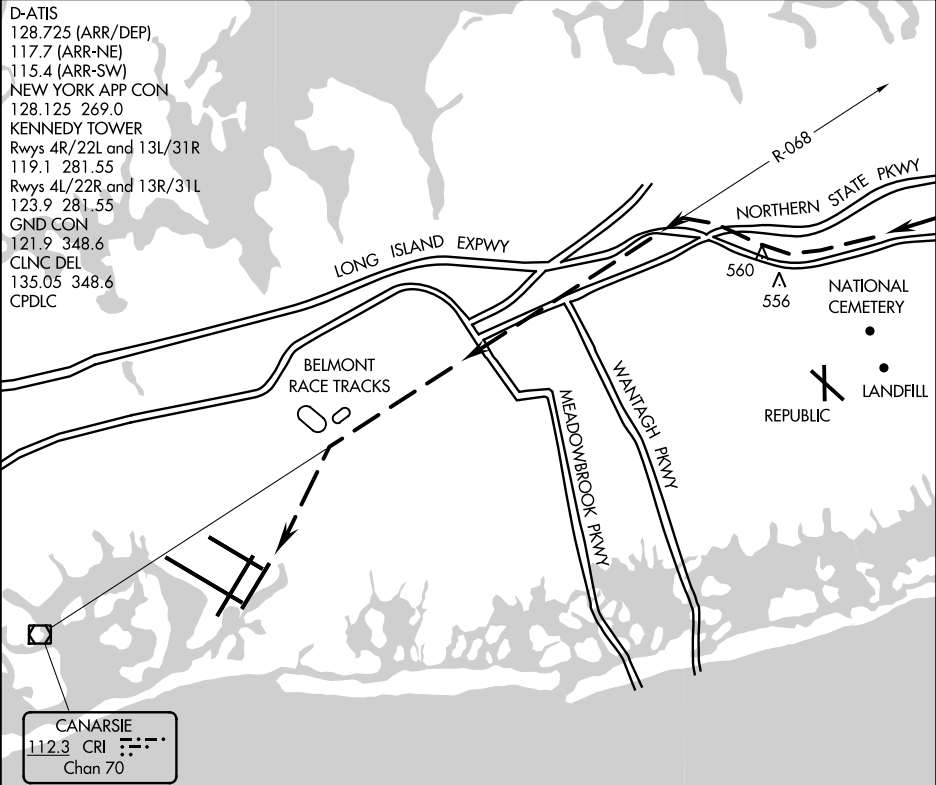 D-ATIS
128.725 (ARR/DEP)
117.7 (ARR-NE)
115.4 (ARR-SW)
NEW YORK APP CON
128.125 269.0
KENNEDY TOWER
Rwys 4R/22L and 13L/31R
119.1 281.55
Rwys 4L/22R and 13R/31L
123.9 281.55
GND CON
121.9 348.6
CLNC DEL
135.05 348.6
CPDLC
R-068
NORTHERN STATE PKWY
LONG ISLAND EXPWY
560
556
NATIONAL
CEMETERY
LANDFILL
REPUBLIC
BELMONT
RACE TRACKS
WANTAGH PKWY
MEADOWBROOK PKWY
CANARSIE
112.3 CRI
Chan 70